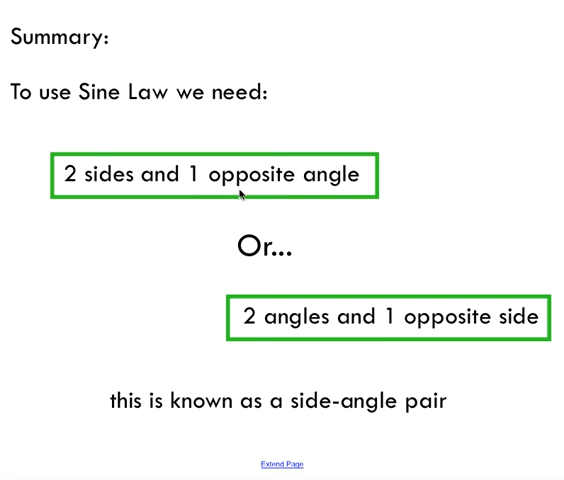 Summary:
To use Sine Law we need:
2 sides and 1 opposite angle
Or...
2 angles and 1 opposite side
this is known as a side-angle pair
Extend Page